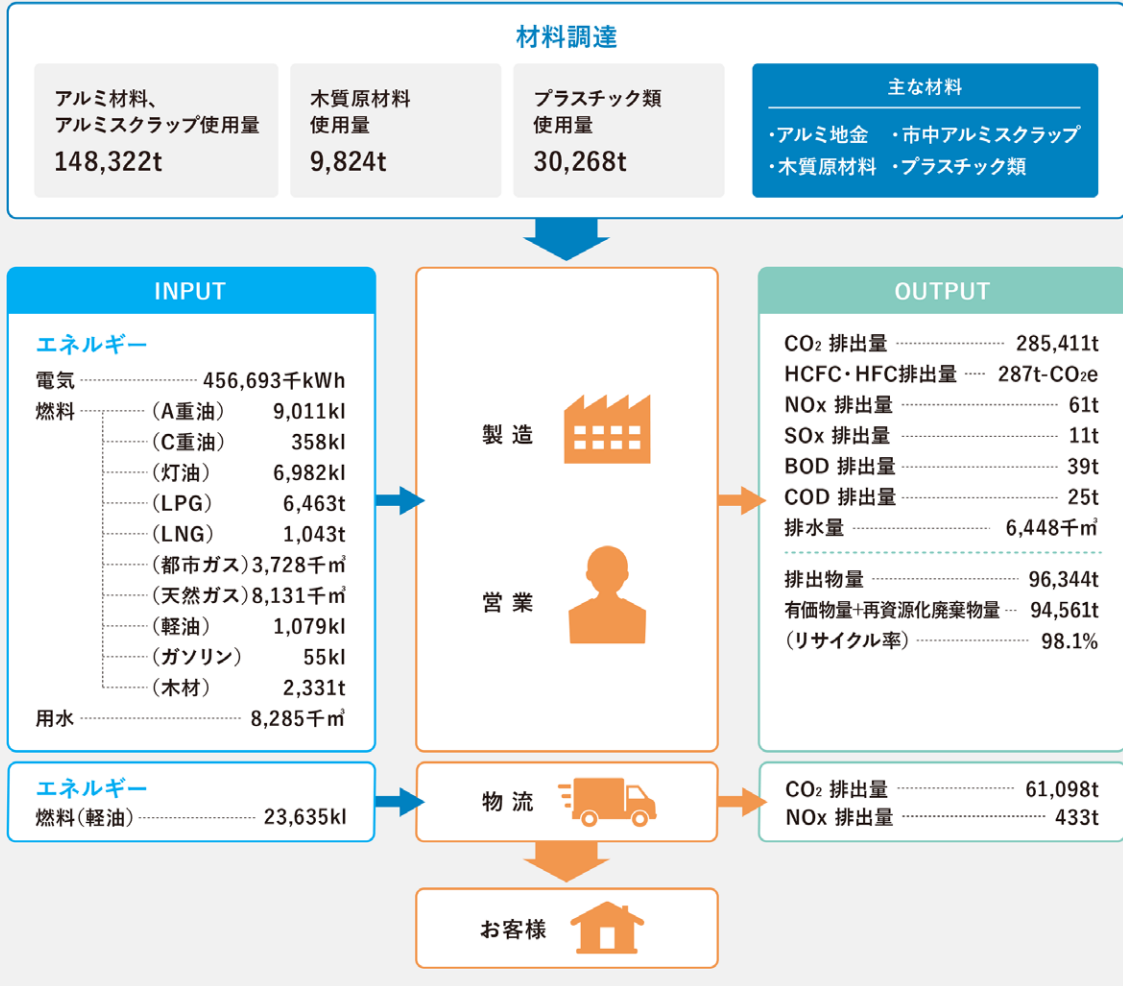 材料調達
アルミ材料、
アルミスクラップ使用量
148,322t
木質原材料
使用量
9,824t
プラスチック類
使用量
30,268t
主な材料
・アルミ地金 ・市中アルミスクラップ
・木質原材料 ・プラスチック類
INPUT
エネルギー
電気 456,693千kWh
燃料 (A重油) 9,011kl
(C重油) 358kl
(灯油) 6,982kl
(LPG) 6,463t
(LNG) 1,043t
(都市ガス) 3,728千㎥
(天然ガス) 8,131千㎥
(軽油) 1,079kl
(ガソリン) 55kl
(木材) 2,331t
用水 8,285千㎥
製造
営業
OUTPUT
CO₂ 排出量 285,411t
HCFC・HFC排出量 287t-CO₂e
NOx 排出量 61t
SOx 排出量 11t
BOD 排出量 39t
COD 排出量 25t
排水量 6,448千㎥
排出物量 96,344t
有価物量+再資源化廃棄物量 94,561t
(リサイクル率) 98.1%
エネルギー
燃料(軽油) 23,635kl
物流
CO₂ 排出量 61,098t
NOx 排出量 433t
お客様